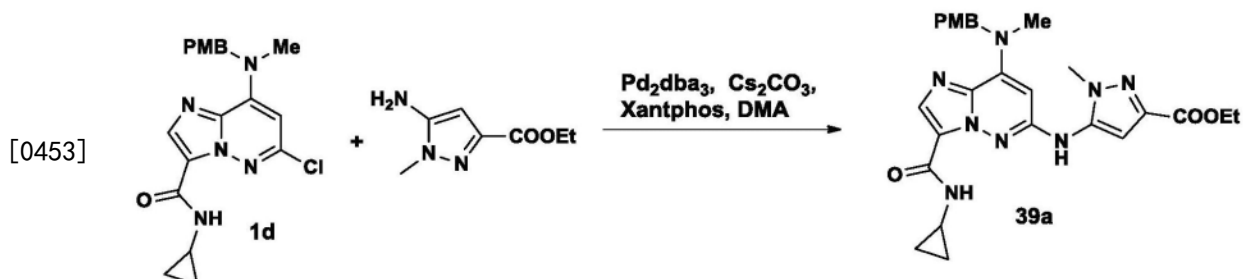 PMB Me
N
N
N
N
Cl
O
NH
1d
[0453]
+
H₂N
N
N
COOEt
Pd₂dba₃, Cs₂CO₃,
Xantphos, DMA
PMB Me
N
N
N
N
N
H
N
N
COOEt
O
NH
39a